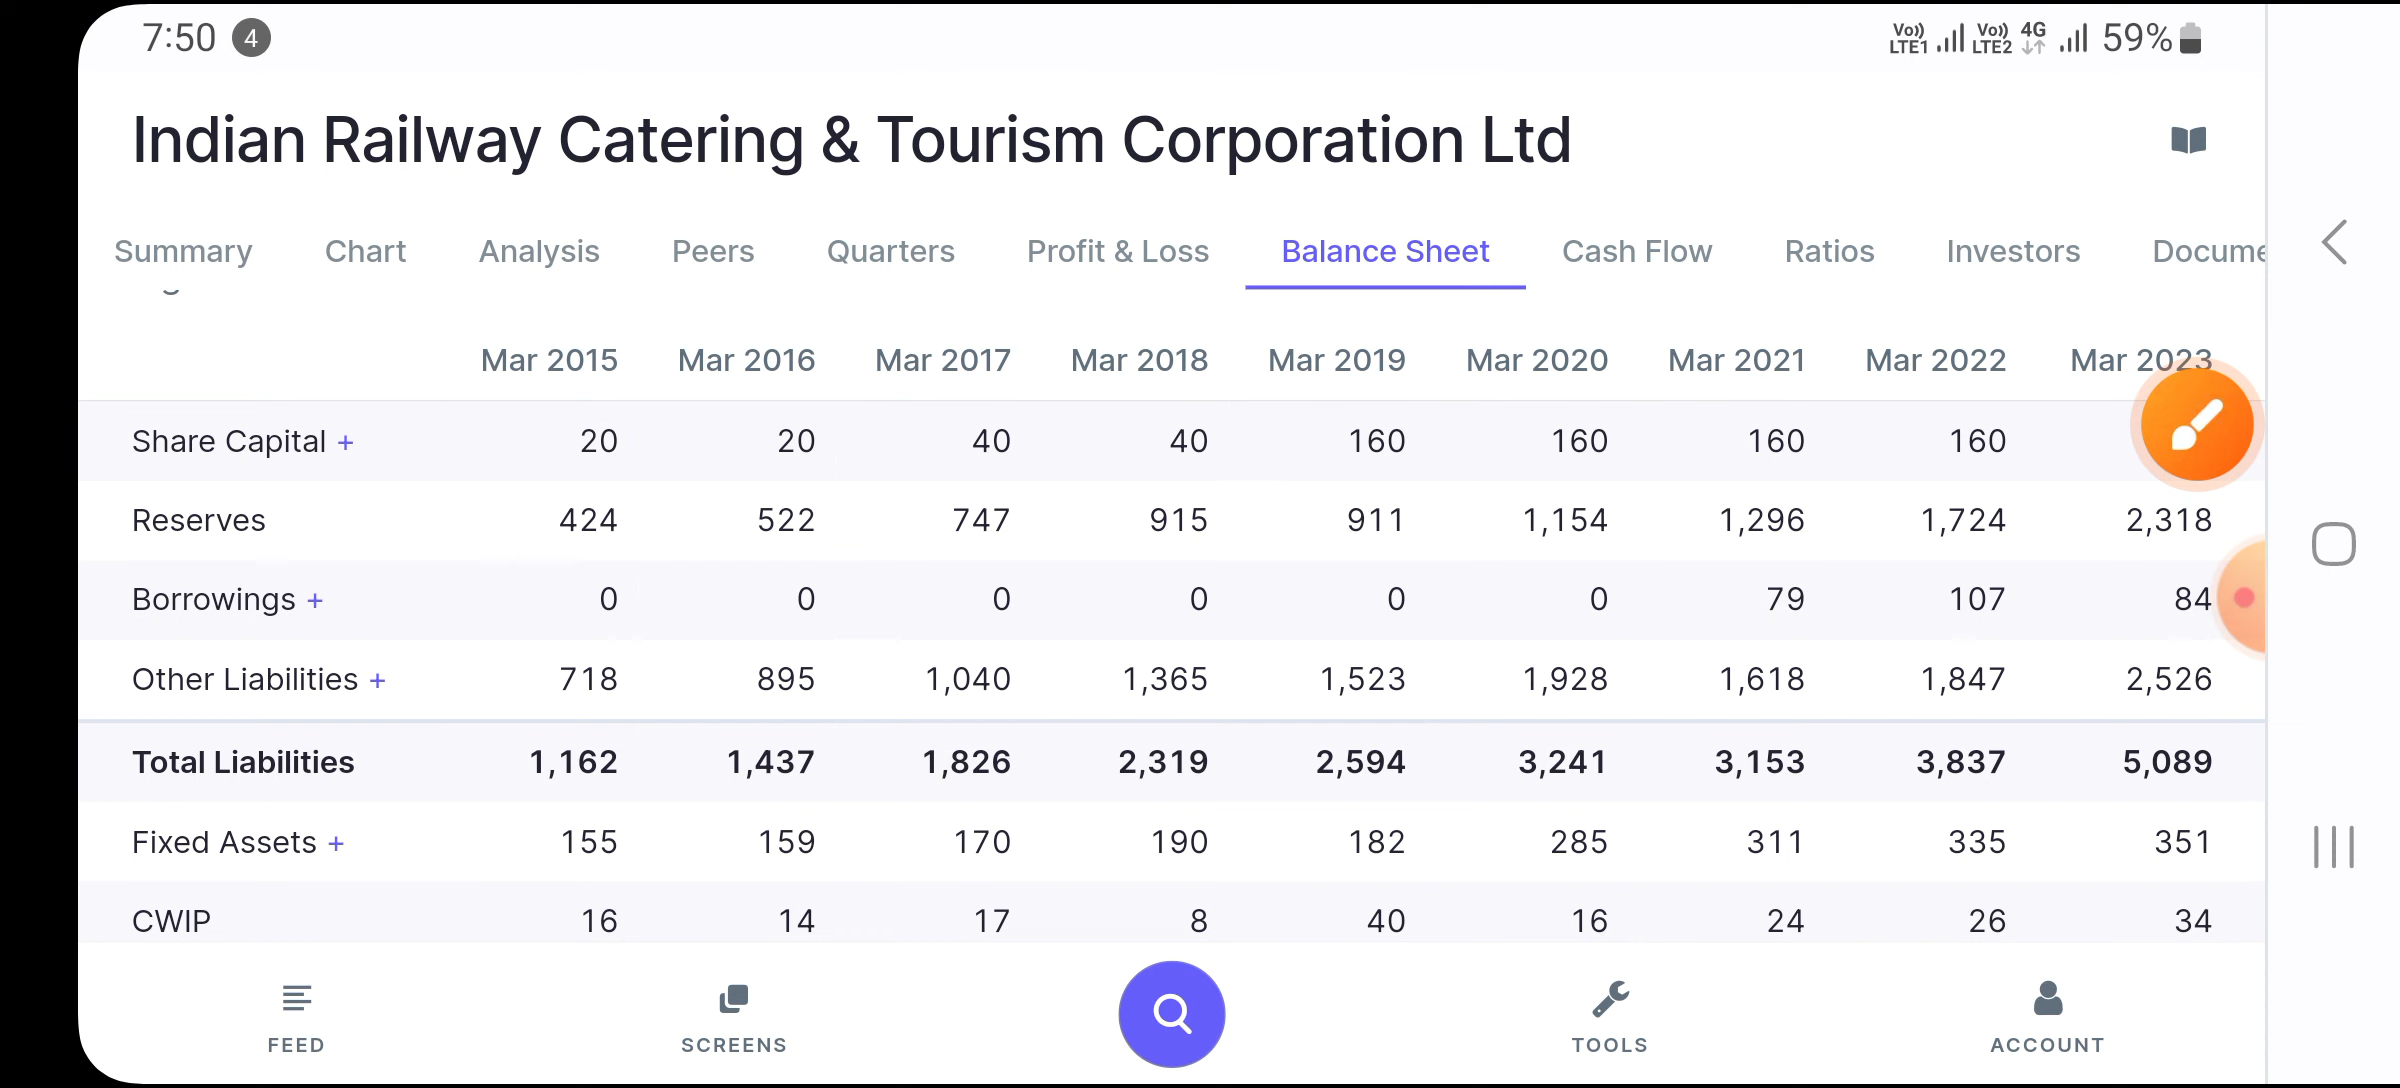 7:50 4 Vo)) LTE1 Vo)) LTE2 4G 59%
Indian Railway Catering & Tourism Corporation Ltd
Summary Chart Analysis Peers Quarters Profit & Loss Balance Sheet Cash Flow Ratios Investors Docume
Mar 2015 Mar 2016 Mar 2017 Mar 2018 Mar 2019 Mar 2020 Mar 2021 Mar 2022 Mar 2023
Share Capital + 20 20 40 40 160 160 160 160
Reserves 424 522 747 915 911 1,154 1,296 1,724 2,318
Borrowings + 0 0 0 0 0 0 79 107 84
Other Liabilities + 718 895 1,040 1,365 1,523 1,928 1,618 1,847 2,526
Total Liabilities 1,162 1,437 1,826 2,319 2,594 3,241 3,153 3,837 5,089
Fixed Assets + 155 159 170 190 182 285 311 335 351
CWIP 16 14 17 8 40 16 24 26 34
FEED SCREENS TOOLS ACCOUNT